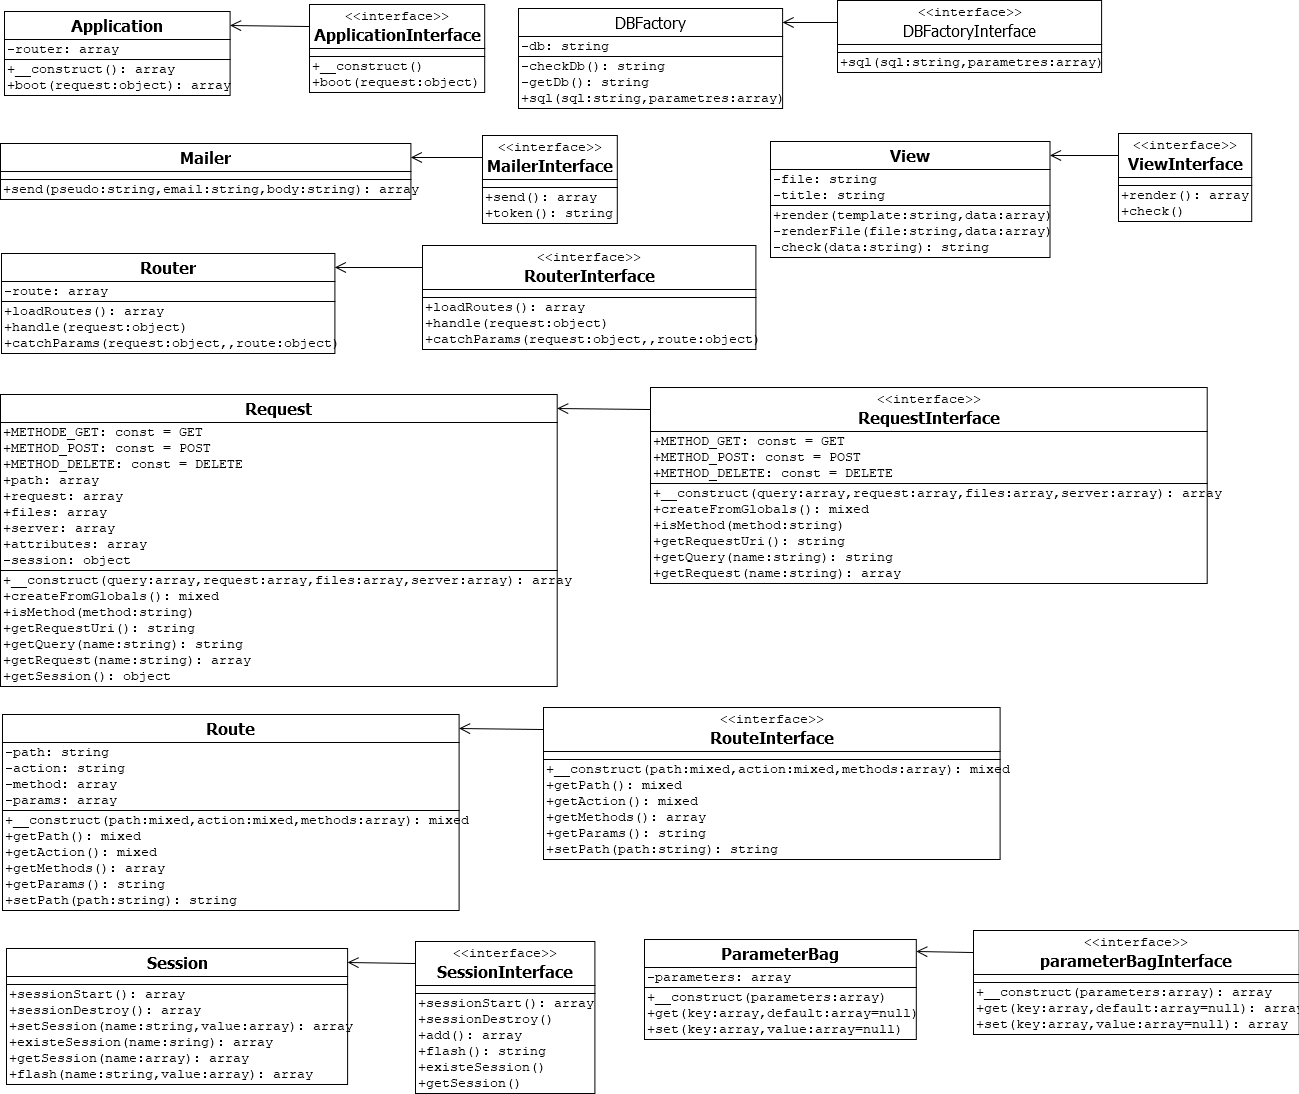 Application
-router: array
+__construct(): array
+boot(request:object): array
<<interface>>
ApplicationInterface
+__construct()
+boot(request:object)
DBFactory
-db: string
-checkDb(): string
-getDb(): string
+sql(sql:string,parametres:array)
<<interface>>
DBFactoryInterface
+sql(sql:string,parametres:array)
Mailer
+send(pseudo:string,email:string,body:string): array
<<interface>>
MailerInterface
+send(): array
+token(): string
View
-file: string
-title: string
+render(template:string,data:array)
-renderFile(file:string,data:array)
-check(data:string): string
<<interface>>
ViewInterface
+render(): array
+check()
Router
-route: array
+loadRoutes(): array
+handle(request:object)
+catchParams(request:object,,route:object)
<<interface>>
RouterInterface
+loadRoutes(): array
+handle(request:object)
+catchParams(request:object,,route:object)
Request
+METHODE_GET: const = GET
+METHOD_POST: const = POST
+METHOD_DELETE: const = DELETE
+path: array
+request: array
+files: array
+server: array
+attributes: array
-session: object
+__construct(query:array,request:array,files:array,server:array): array
+createFromGlobals(): mixed
+isMethod(method:string)
+getRequestUri(): string
+getQuery(name:string): string
+getRequest(name:string): array
+getSession(): object
<<interface>>
RequestInterface
+METHOD_GET: const = GET
+METHOD_POST: const = POST
+METHOD_DELETE: const = DELETE
+__construct(query:array,request:array,files:array,server:array): array
+createFromGlobals(): mixed
+isMethod(method:string)
+getRequestUri(): string
+getQuery(name:string): string
+getRequest(name:string): array
Route
-path: string
-action: string
-method: array
-params: array
+__construct(path:mixed,action:mixed,methods:array): mixed
+getPath(): mixed
+getAction(): mixed
+getMethods(): array
+getParams(): string
+setPath(path:string): string
<<interface>>
RouteInterface
+__construct(path:mixed,action:mixed,methods:array): mixed
+getPath(): mixed
+getAction(): mixed
+getMethods(): array
+getParams(): string
+setPath(path:string): string
Session
+sessionStart(): array
+sessionDestroy(): array
+setSession(name:string,value:array): array
+existeSession(name:sring): array
+getSession(name:array): array
+flash(name:string,value:array): array
<<interface>>
SessionInterface
+sessionStart(): array
+sessionDestroy()
+add(): array
+flash(): string
+existeSession()
+getSession()
ParameterBag
-parameters: array
+__construct(parameters:array)
+get(key:array,default:array=null)
+set(key:array,value:array=null)
<<interface>>
parameterBagInterface
+__construct(parameters:array): array
+get(key:array,default:array=null): array
+set(key:array,value:array=null): array